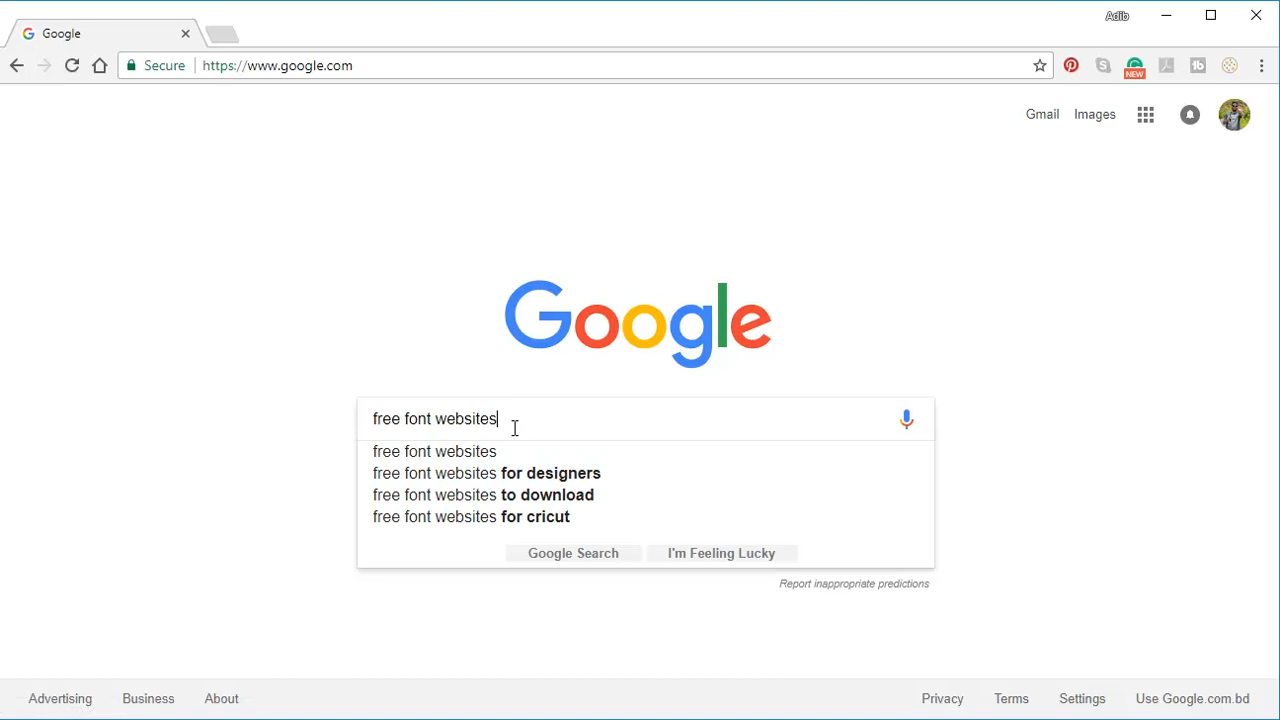 Adib
Google
Secure https://www.google.com
NEW
Gmail Images
Google
free font websites
free font websites
free font websites for designers
free font websites to download
free font websites for cricut
Google Search I'm Feeling Lucky
Report inappropriate predictions
Advertising Business About Privacy Terms Settings Use Google.com.bd